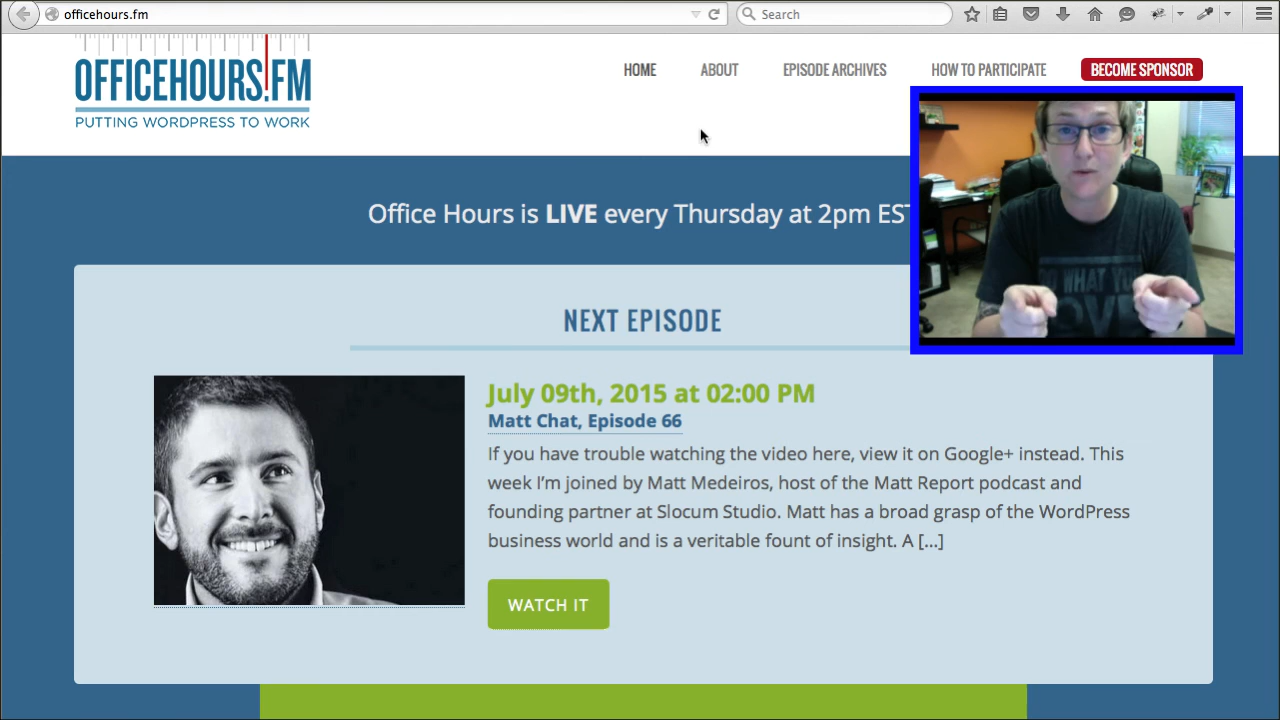 officehours.fm
Search
OFFICEHOURS.FM
PUTTING WORDPRESS TO WORK
HOME
ABOUT
EPISODE ARCHIVES
HOW TO PARTICIPATE
BECOME SPONSOR
Office Hours is LIVE every Thursday at 2pm EST
DO WHAT YOU
LOVE
NEXT EPISODE
July 09th, 2015 at 02:00 PM
Matt Chat, Episode 66
If you have trouble watching the video here, view it on Google+ instead. This
week I'm joined by Matt Medeiros, host of the Matt Report podcast and
founding partner at Slocum Studio. Matt has a broad grasp of the WordPress
business world and is a veritable fount of insight. A [...]
WATCH IT